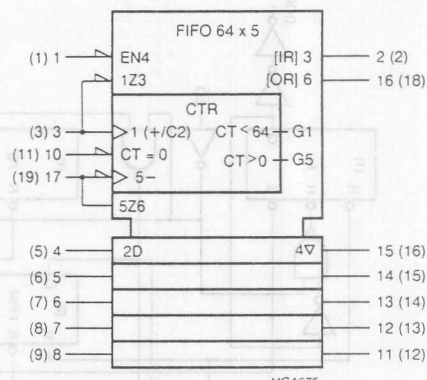 FIFO 64 x 5
(1) 1 EN4 [IR] 3 2 (2)
1Z3 [OR] 6 16 (18)
CTR
(3) 3 1 (+/C2) CT < 64 G1
(11) 10 CT = 0 CT > 0 G5
(19) 17 5−
5Z6
(5) 4 2D 4▽ 15 (16)
(6) 5 14 (15)
(7) 6 13 (14)
(8) 7 12 (13)
(9) 8 11 (12)